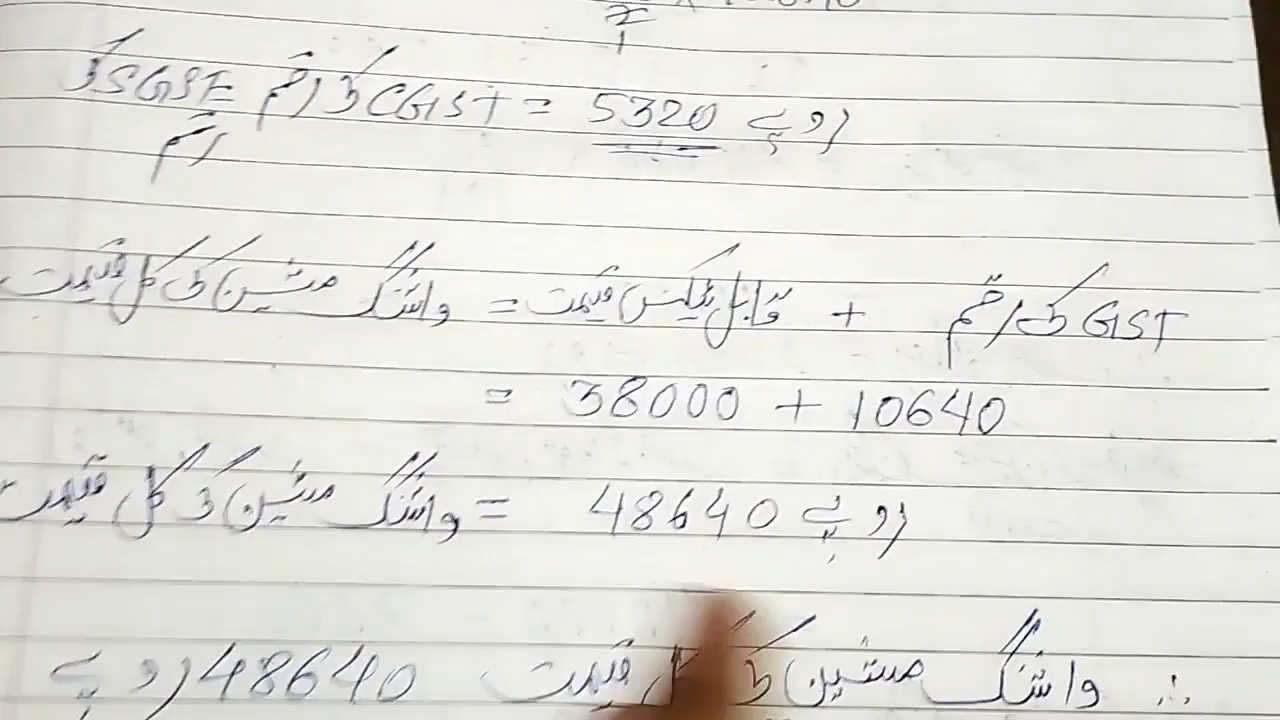 SGST کی = CGST کی رقم = 5320 روپے
رقم
واشنگ مشین کی کل قیمت = قابل ٹیکس قیمت + GST کی رقم
= 38000 + 10640
واشنگ مشین کی کل قیمت = 48640 روپے
∴ واشنگ مشین کی کل قیمت 48640 روپے